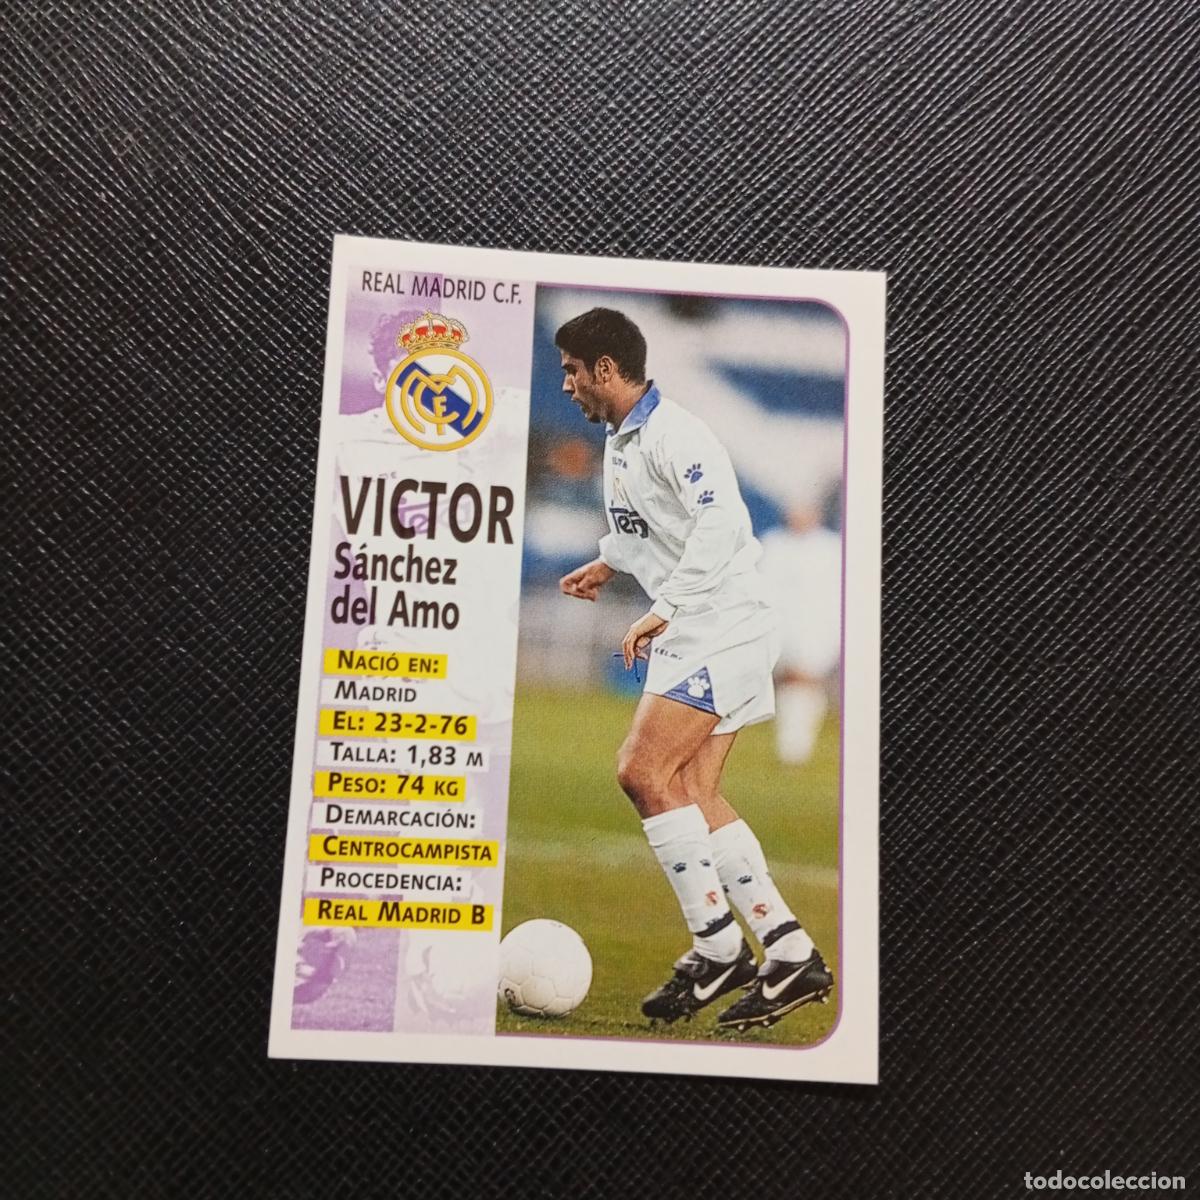 REAL MADRID C.F.
VICTOR
Sánchez
del Amo
NACIÓ EN:
MADRID
EL: 23-2-76
TALLA: 1,83 M
PESO: 74 KG
DEMARCACIÓN:
CENTROCAMPISTA
PROCEDENCIA:
REAL MADRID B
Teka
todocoleccion